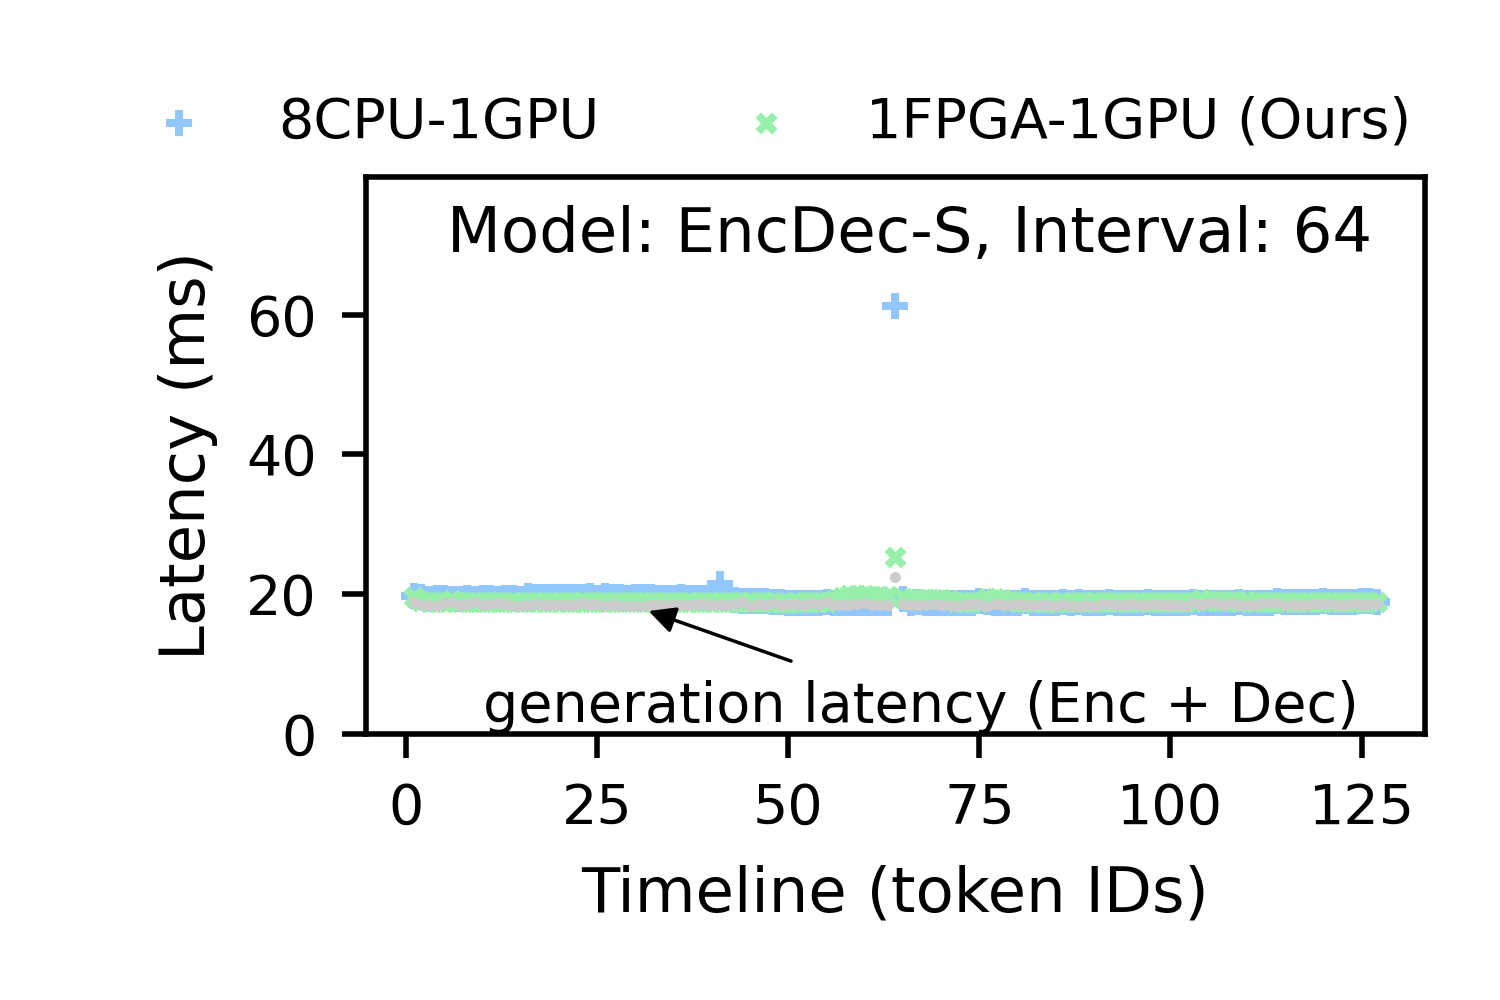 8CPU-1GPU
1FPGA-1GPU (Ours)
Model: EncDec-S, Interval: 64
Latency (ms)
60
40
20
0
generation latency (Enc + Dec)
0 25 50 75 100 125
Timeline (token IDs)